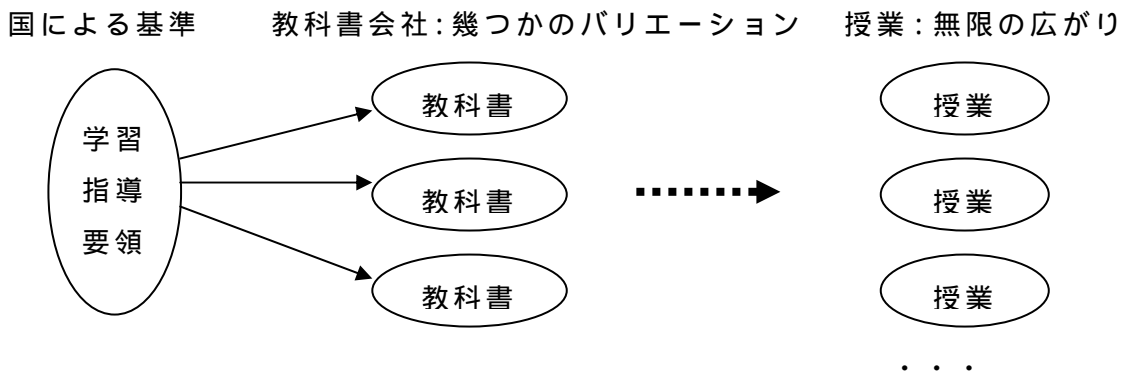 国による基準 教科書会社:幾つかのバリエーション 授業:無限の広がり
学習
指導
要領
教科書
教科書
教科書
授業
授業
授業
・・・